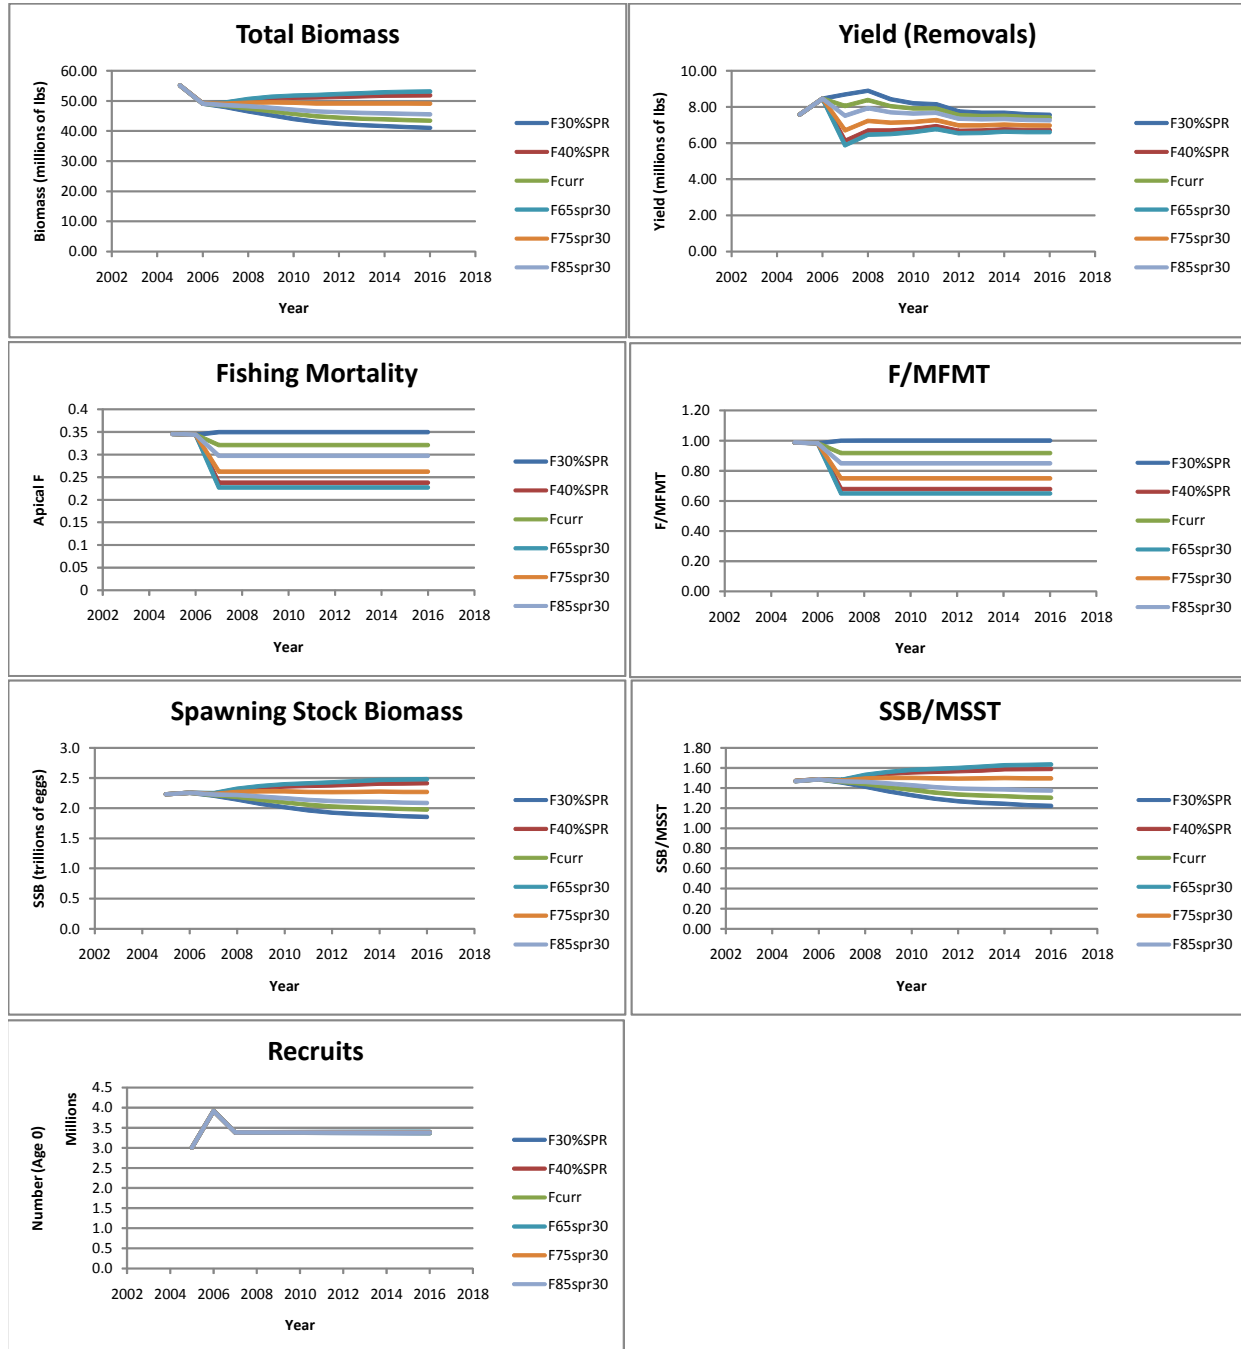 Total Biomass
Biomass (millions of lbs)
60.00
50.00
40.00
30.00
20.00
10.00
0.00
2002 2004 2006 2008 2010 2012 2014 2016 2018
Year
F30%SPR
F40%SPR
Fcurr
F65spr30
F75spr30
F85spr30
Yield (Removals)
Yield (millions of lbs)
10.00
8.00
6.00
4.00
2.00
0.00
2002 2004 2006 2008 2010 2012 2014 2016 2018
Year
F30%SPR
F40%SPR
Fcurr
F65spr30
F75spr30
F85spr30
Fishing Mortality
Apical F
0.4
0.35
0.3
0.25
0.2
0.15
0.1
0.05
0
2002 2004 2006 2008 2010 2012 2014 2016 2018
Year
F30%SPR
F40%SPR
Fcurr
F65spr30
F75spr30
F85spr30
F/MFMT
F/MFMT
1.20
1.00
0.80
0.60
0.40
0.20
0.00
2002 2004 2006 2008 2010 2012 2014 2016 2018
Year
F30%SPR
F40%SPR
Fcurr
F65spr30
F75spr30
F85spr30
Spawning Stock Biomass
SSB (trillions of eggs)
3.0
2.5
2.0
1.5
1.0
0.5
0.0
2002 2004 2006 2008 2010 2012 2014 2016 2018
Year
F30%SPR
F40%SPR
Fcurr
F65spr30
F75spr30
F85spr30
SSB/MSST
SSB/MSST
1.80
1.60
1.40
1.20
1.00
0.80
0.60
0.40
0.20
0.00
2002 2004 2006 2008 2010 2012 2014 2016 2018
Year
F30%SPR
F40%SPR
Fcurr
F65spr30
F75spr30
F85spr30
Recruits
Number (Age 0)
Millions
4.5
4.0
3.5
3.0
2.5
2.0
1.5
1.0
0.5
0.0
2002 2004 2006 2008 2010 2012 2014 2016 2018
Year
F30%SPR
F40%SPR
Fcurr
F65spr30
F75spr30
F85spr30